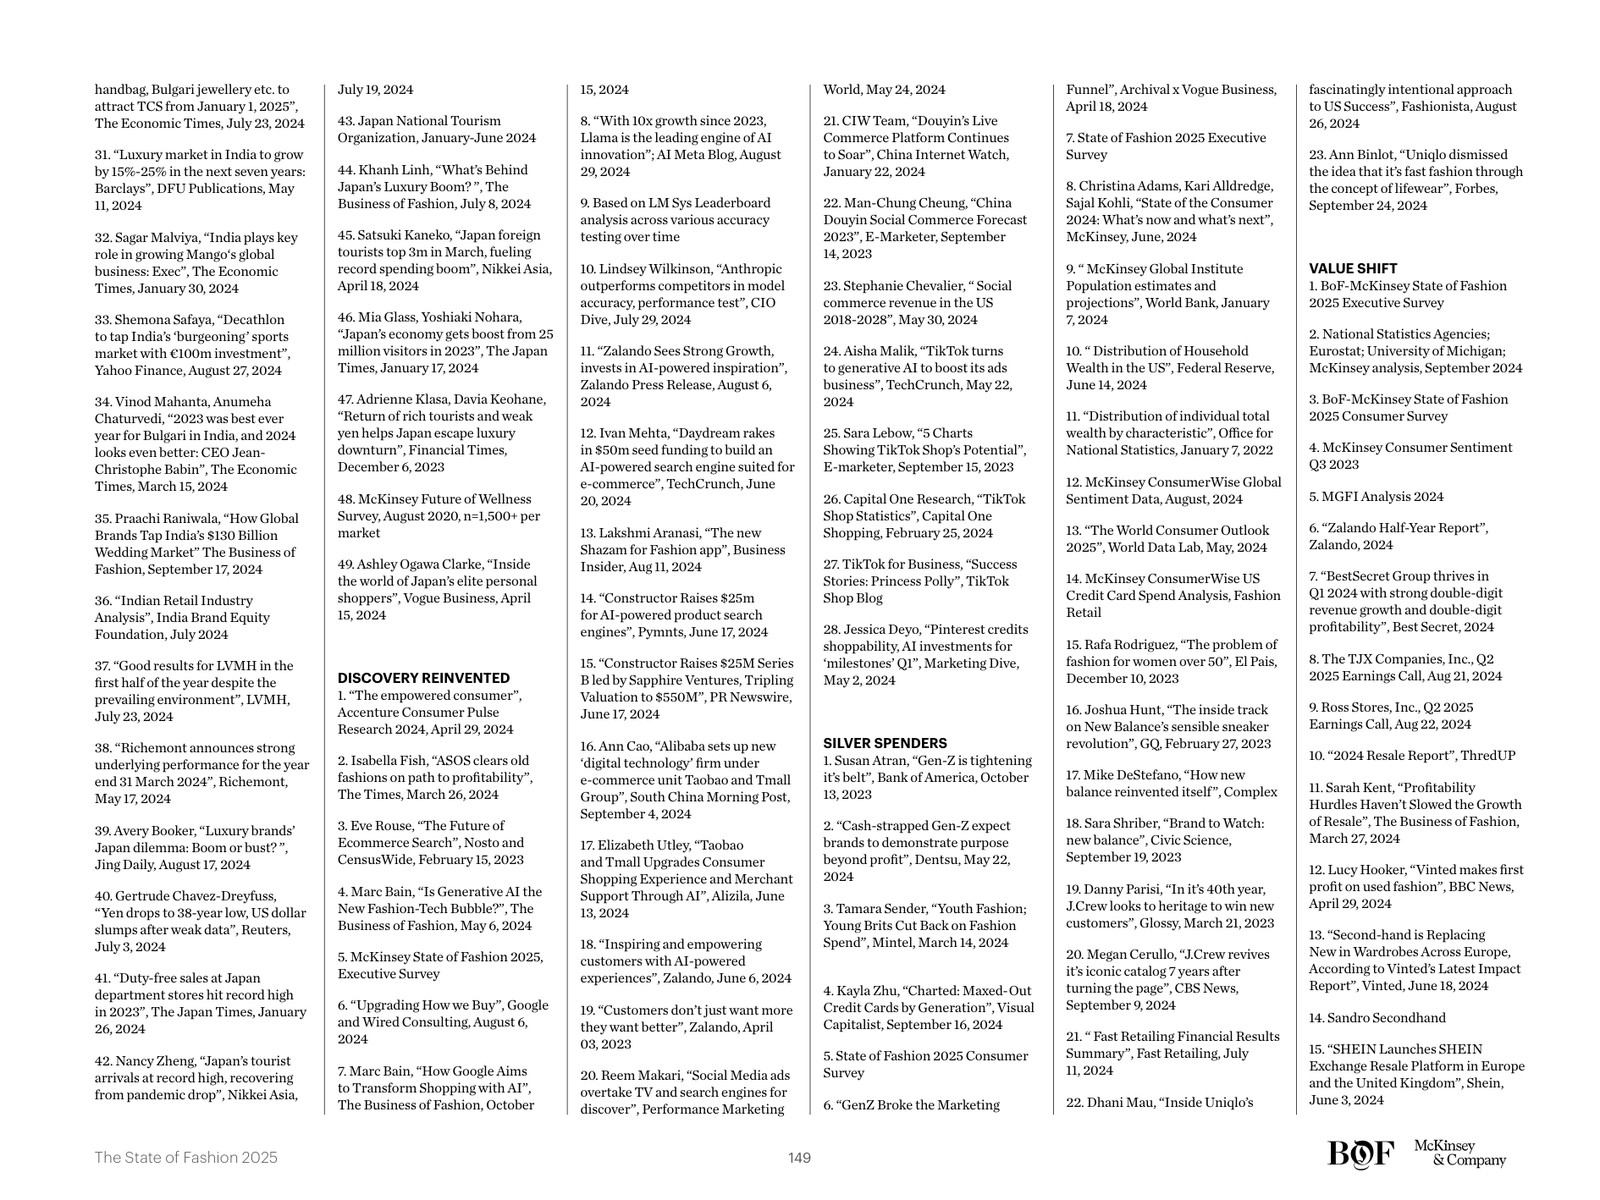 handbag, Bulgari jewellery etc. to
attract TCS from January 1, 2025”,
The Economic Times, July 23, 2024
31. “Luxury market in India to grow
by 15%-25% in the next seven years:
Barclays”, DFU Publications, May
11, 2024
32. Sagar Malviya, “India plays key
role in growing Mango‘s global
business: Exec”, The Economic
Times, January 30, 2024
33. Shemona Safaya, “Decathlon
to tap India’s ‘burgeoning’ sports
market with €100m investment”,
Yahoo Finance, August 27, 2024
34. Vinod Mahanta, Anumeha
Chaturvedi, “2023 was best ever
year for Bulgari in India, and 2024
looks even better: CEO Jean-
Christophe Babin”, The Economic
Times, March 15, 2024
35. Praachi Raniwala, “How Global
Brands Tap India’s $130 Billion
Wedding Market” The Business of
Fashion, September 17, 2024
36. “Indian Retail Industry
Analysis”, India Brand Equity
Foundation, July 2024
37. “Good results for LVMH in the
first half of the year despite the
prevailing environment”, LVMH,
July 23, 2024
38. “Richemont announces strong
underlying performance for the year
end 31 March 2024”, Richemont,
May 17, 2024
39. Avery Booker, “Luxury brands’
Japan dilemma: Boom or bust? ”,
Jing Daily, August 17, 2024
40. Gertrude Chavez-Dreyfuss,
“Yen drops to 38-year low, US dollar
slumps after weak data”, Reuters,
July 3, 2024
41. “Duty-free sales at Japan
department stores hit record high
in 2023”, The Japan Times, January
26, 2024
42. Nancy Zheng, “Japan’s tourist
arrivals at record high, recovering
from pandemic drop”, Nikkei Asia,
July 19, 2024
43. Japan National Tourism
Organization, January-June 2024
44. Khanh Linh, “What’s Behind
Japan’s Luxury Boom? ”, The
Business of Fashion, July 8, 2024
45. Satsuki Kaneko, “Japan foreign
tourists top 3m in March, fueling
record spending boom”, Nikkei Asia,
April 18, 2024
46. Mia Glass, Yoshiaki Nohara,
“Japan’s economy gets boost from 25
million visitors in 2023”, The Japan
Times, January 17, 2024
47. Adrienne Klasa, Davia Keohane,
“Return of rich tourists and weak
yen helps Japan escape luxury
downturn”, Financial Times,
December 6, 2023
48. McKinsey Future of Wellness
Survey, August 2020, n=1,500+ per
market
49. Ashley Ogawa Clarke, “Inside
the world of Japan’s elite personal
shoppers”, Vogue Business, April
15, 2024
DISCOVERY REINVENTED
1. “The empowered consumer”,
Accenture Consumer Pulse
Research 2024, April 29, 2024
2. Isabella Fish, “ASOS clears old
fashions on path to profitability”,
The Times, March 26, 2024
3. Eve Rouse, “The Future of
Ecommerce Search”, Nosto and
CensusWide, February 15, 2023
4. Marc Bain, “Is Generative AI the
New Fashion-Tech Bubble?”, The
Business of Fashion, May 6, 2024
5. McKinsey State of Fashion 2025,
Executive Survey
6. “Upgrading How we Buy”, Google
and Wired Consulting, August 6,
2024
7. Marc Bain, “How Google Aims
to Transform Shopping with AI”,
The Business of Fashion, October
15, 2024
8. “With 10x growth since 2023,
Llama is the leading engine of AI
innovation”; AI Meta Blog, August
29, 2024
9. Based on LM Sys Leaderboard
analysis across various accuracy
testing over time
10. Lindsey Wilkinson, “Anthropic
outperforms competitors in model
accuracy, performance test”, CIO
Dive, July 29, 2024
11. “Zalando Sees Strong Growth,
invests in AI-powered inspiration”,
Zalando Press Release, August 6,
2024
12. Ivan Mehta, “Daydream rakes
in $50m seed funding to build an
AI-powered search engine suited for
e-commerce”, TechCrunch, June
20, 2024
13. Lakshmi Aranasi, “The new
Shazam for Fashion app”, Business
Insider, Aug 11, 2024
14. “Constructor Raises $25m
for AI-powered product search
engines”, Pymnts, June 17, 2024
15. “Constructor Raises $25M Series
B led by Sapphire Ventures, Tripling
Valuation to $550M”, PR Newswire,
June 17, 2024
16. Ann Cao, “Alibaba sets up new
‘digital technology’ firm under
e-commerce unit Taobao and Tmall
Group”, South China Morning Post,
September 4, 2024
17. Elizabeth Utley, “Taobao
and Tmall Upgrades Consumer
Shopping Experience and Merchant
Support Through AI”, Alizila, June
13, 2024
18. “Inspiring and empowering
customers with AI-powered
experiences”, Zalando, June 6, 2024
19. “Customers don’t just want more
they want better”, Zalando, April
03, 2023
20. Reem Makari, “Social Media ads
overtake TV and search engines for
discover”, Performance Marketing
World, May 24, 2024
21. CIW Team, “Douyin’s Live
Commerce Platform Continues
to Soar”, China Internet Watch,
January 22, 2024
22. Man-Chung Cheung, “China
Douyin Social Commerce Forecast
2023”, E-Marketer, September
14, 2023
23. Stephanie Chevalier, “ Social
commerce revenue in the US
2018-2028”, May 30, 2024
24. Aisha Malik, “TikTok turns
to generative AI to boost its ads
business”, TechCrunch, May 22,
2024
25. Sara Lebow, “5 Charts
Showing TikTok Shop’s Potential”,
E-marketer, September 15, 2023
26. Capital One Research, “TikTok
Shop Statistics”, Capital One
Shopping, February 25, 2024
27. TikTok for Business, “Success
Stories: Princess Polly”, TikTok
Shop Blog
28. Jessica Deyo, “Pinterest credits
shoppability, AI investments for
‘milestones’ Q1”, Marketing Dive,
May 2, 2024
SILVER SPENDERS
1. Susan Atran, “Gen-Z is tightening
it’s belt”, Bank of America, October
13, 2023
2. “Cash-strapped Gen-Z expect
brands to demonstrate purpose
beyond profit”, Dentsu, May 22,
2024
3. Tamara Sender, “Youth Fashion;
Young Brits Cut Back on Fashion
Spend”, Mintel, March 14, 2024
4. Kayla Zhu, “Charted: Maxed-Out
Credit Cards by Generation”, Visual
Capitalist, September 16, 2024
5. State of Fashion 2025 Consumer
Survey
6. “GenZ Broke the Marketing
Funnel”, Archival x Vogue Business,
April 18, 2024
7. State of Fashion 2025 Executive
Survey
8. Christina Adams, Kari Alldredge,
Sajal Kohli, “State of the Consumer
2024: What’s now and what’s next”,
McKinsey, June, 2024
9. “ McKinsey Global Institute
Population estimates and
projections”, World Bank, January
7, 2024
10. “ Distribution of Household
Wealth in the US”, Federal Reserve,
June 14, 2024
11. “Distribution of individual total
wealth by characteristic”, Office for
National Statistics, January 7, 2022
12. McKinsey ConsumerWise Global
Sentiment Data, August, 2024
13. “The World Consumer Outlook
2025”, World Data Lab, May, 2024
14. McKinsey ConsumerWise US
Credit Card Spend Analysis, Fashion
Retail
15. Rafa Rodriguez, “The problem of
fashion for women over 50”, El Pais,
December 10, 2023
16. Joshua Hunt, “The inside track
on New Balance’s sensible sneaker
revolution”, GQ, February 27, 2023
17. Mike DeStefano, “How new
balance reinvented itself”, Complex
18. Sara Shriber, “Brand to Watch:
new balance”, Civic Science,
September 19, 2023
19. Danny Parisi, “In it’s 40th year,
J.Crew looks to heritage to win new
customers”, Glossy, March 21, 2023
20. Megan Cerullo, “J.Crew revives
it’s iconic catalog 7 years after
turning the page”, CBS News,
September 9, 2024
21. “ Fast Retailing Financial Results
Summary”, Fast Retailing, July
11, 2024
22. Dhani Mau, “Inside Uniqlo’s
fascinatingly intentional approach
to US Success”, Fashionista, August
26, 2024
23. Ann Binlot, “Uniqlo dismissed
the idea that it’s fast fashion through
the concept of lifewear”, Forbes,
September 24, 2024
VALUE SHIFT
1. BoF-McKinsey State of Fashion
2025 Executive Survey
2. National Statistics Agencies;
Eurostat; University of Michigan;
McKinsey analysis, September 2024
3. BoF-McKinsey State of Fashion
2025 Consumer Survey
4. McKinsey Consumer Sentiment
Q3 2023
5. MGFI Analysis 2024
6. “Zalando Half-Year Report”,
Zalando, 2024
7. “BestSecret Group thrives in
Q1 2024 with strong double-digit
revenue growth and double-digit
profitability”, Best Secret, 2024
8. The TJX Companies, Inc., Q2
2025 Earnings Call, Aug 21, 2024
9. Ross Stores, Inc., Q2 2025
Earnings Call, Aug 22, 2024
10. “2024 Resale Report”, ThredUP
11. Sarah Kent, “Profitability
Hurdles Haven’t Slowed the Growth
of Resale”, The Business of Fashion,
March 27, 2024
12. Lucy Hooker, “Vinted makes first
profit on used fashion”, BBC News,
April 29, 2024
13. “Second-hand is Replacing
New in Wardrobes Across Europe,
According to Vinted’s Latest Impact
Report”, Vinted, June 18, 2024
14. Sandro Secondhand
15. “SHEIN Launches SHEIN
Exchange Resale Platform in Europe
and the United Kingdom”, Shein,
June 3, 2024
The State of Fashion 2025
149
BOF
McKinsey
& Company